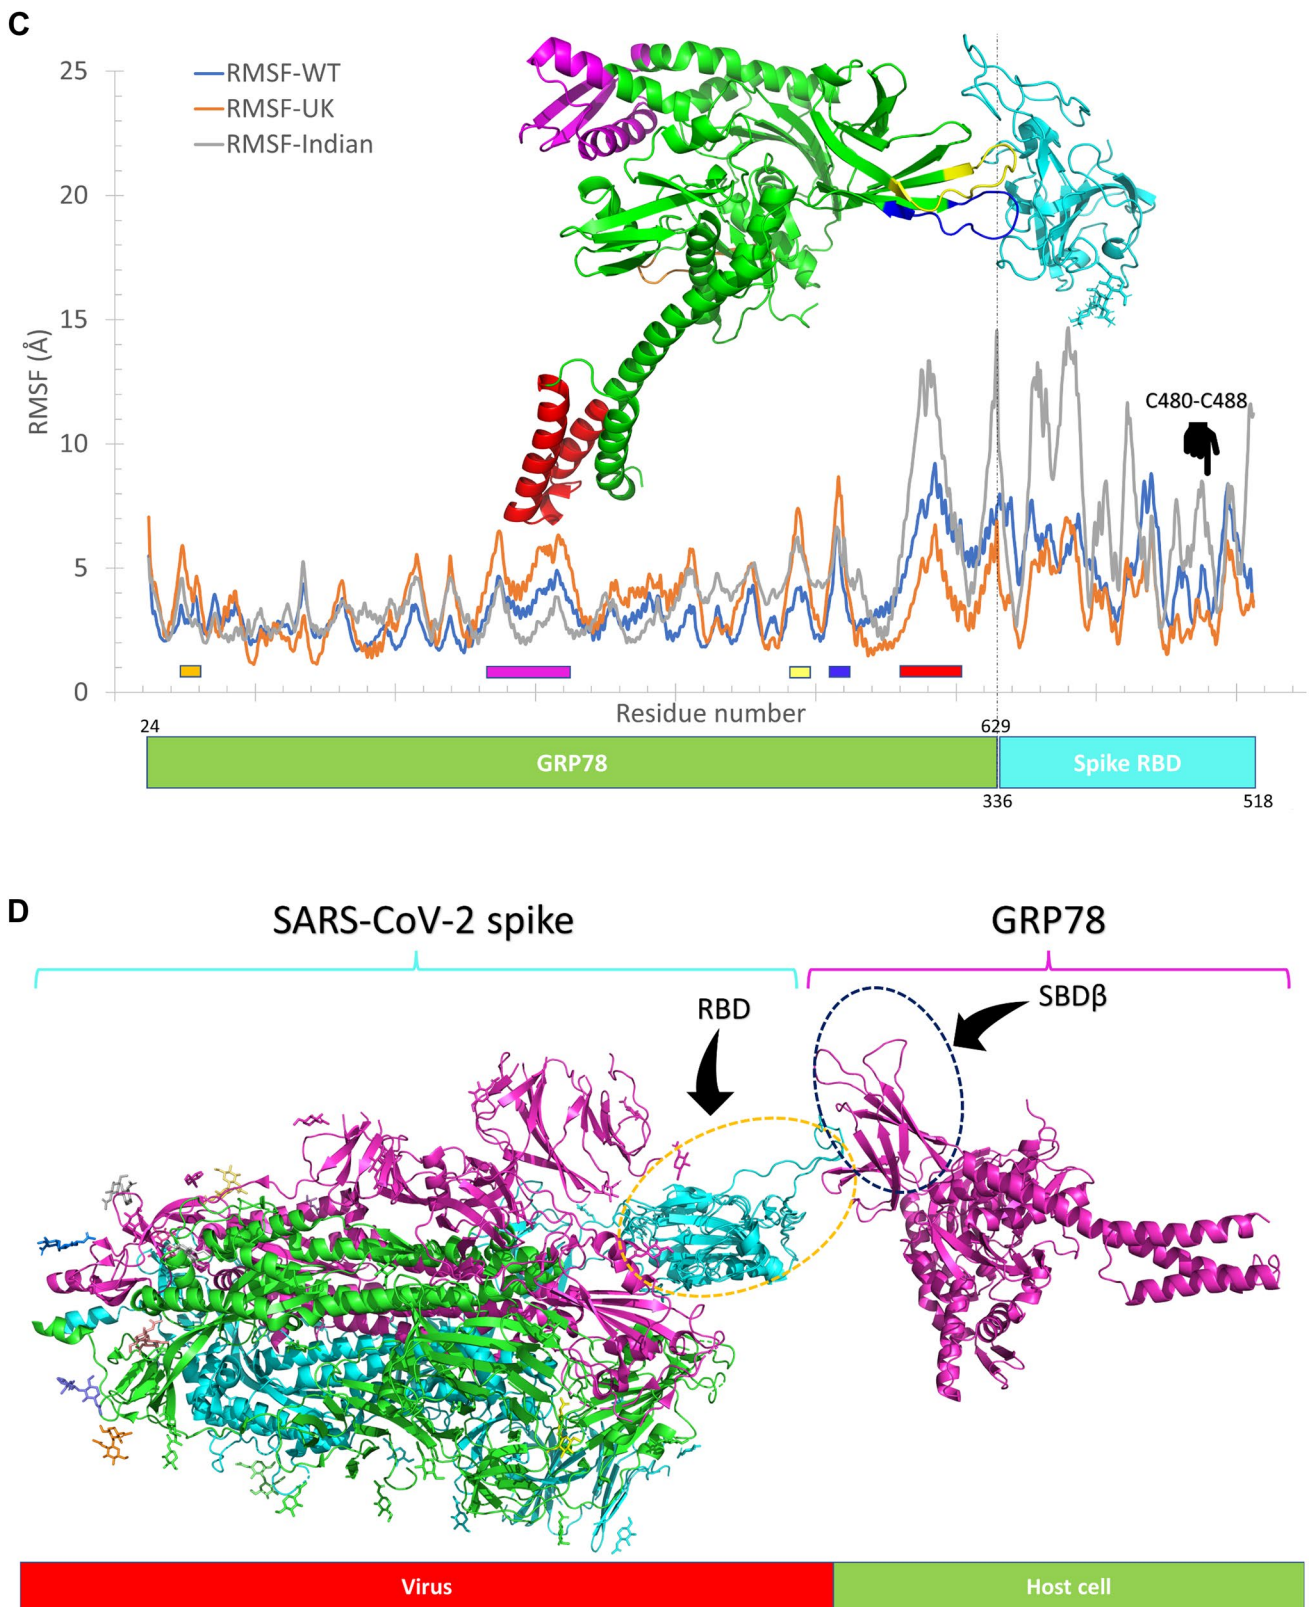 C
25
20
15
10
5
0
RMSF (Å)
RMSF-WT
RMSF-UK
RMSF-Indian
C480-C488
Residue number
24
629
GRP78
Spike RBD
336
518
D
SARS-CoV-2 spike
GRP78
RBD
SBDβ
Virus
Host cell